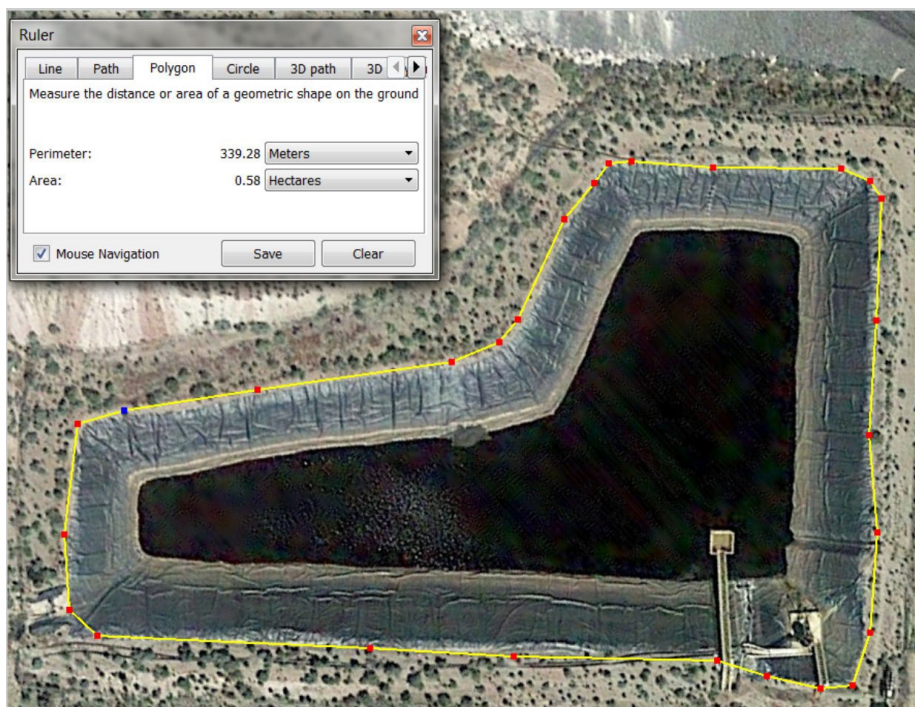 Ruler
Line Path Polygon Circle 3D path 3D
Measure the distance or area of a geometric shape on the ground
Perimeter: 339.28 Meters
Area: 0.58 Hectares
Mouse Navigation Save Clear